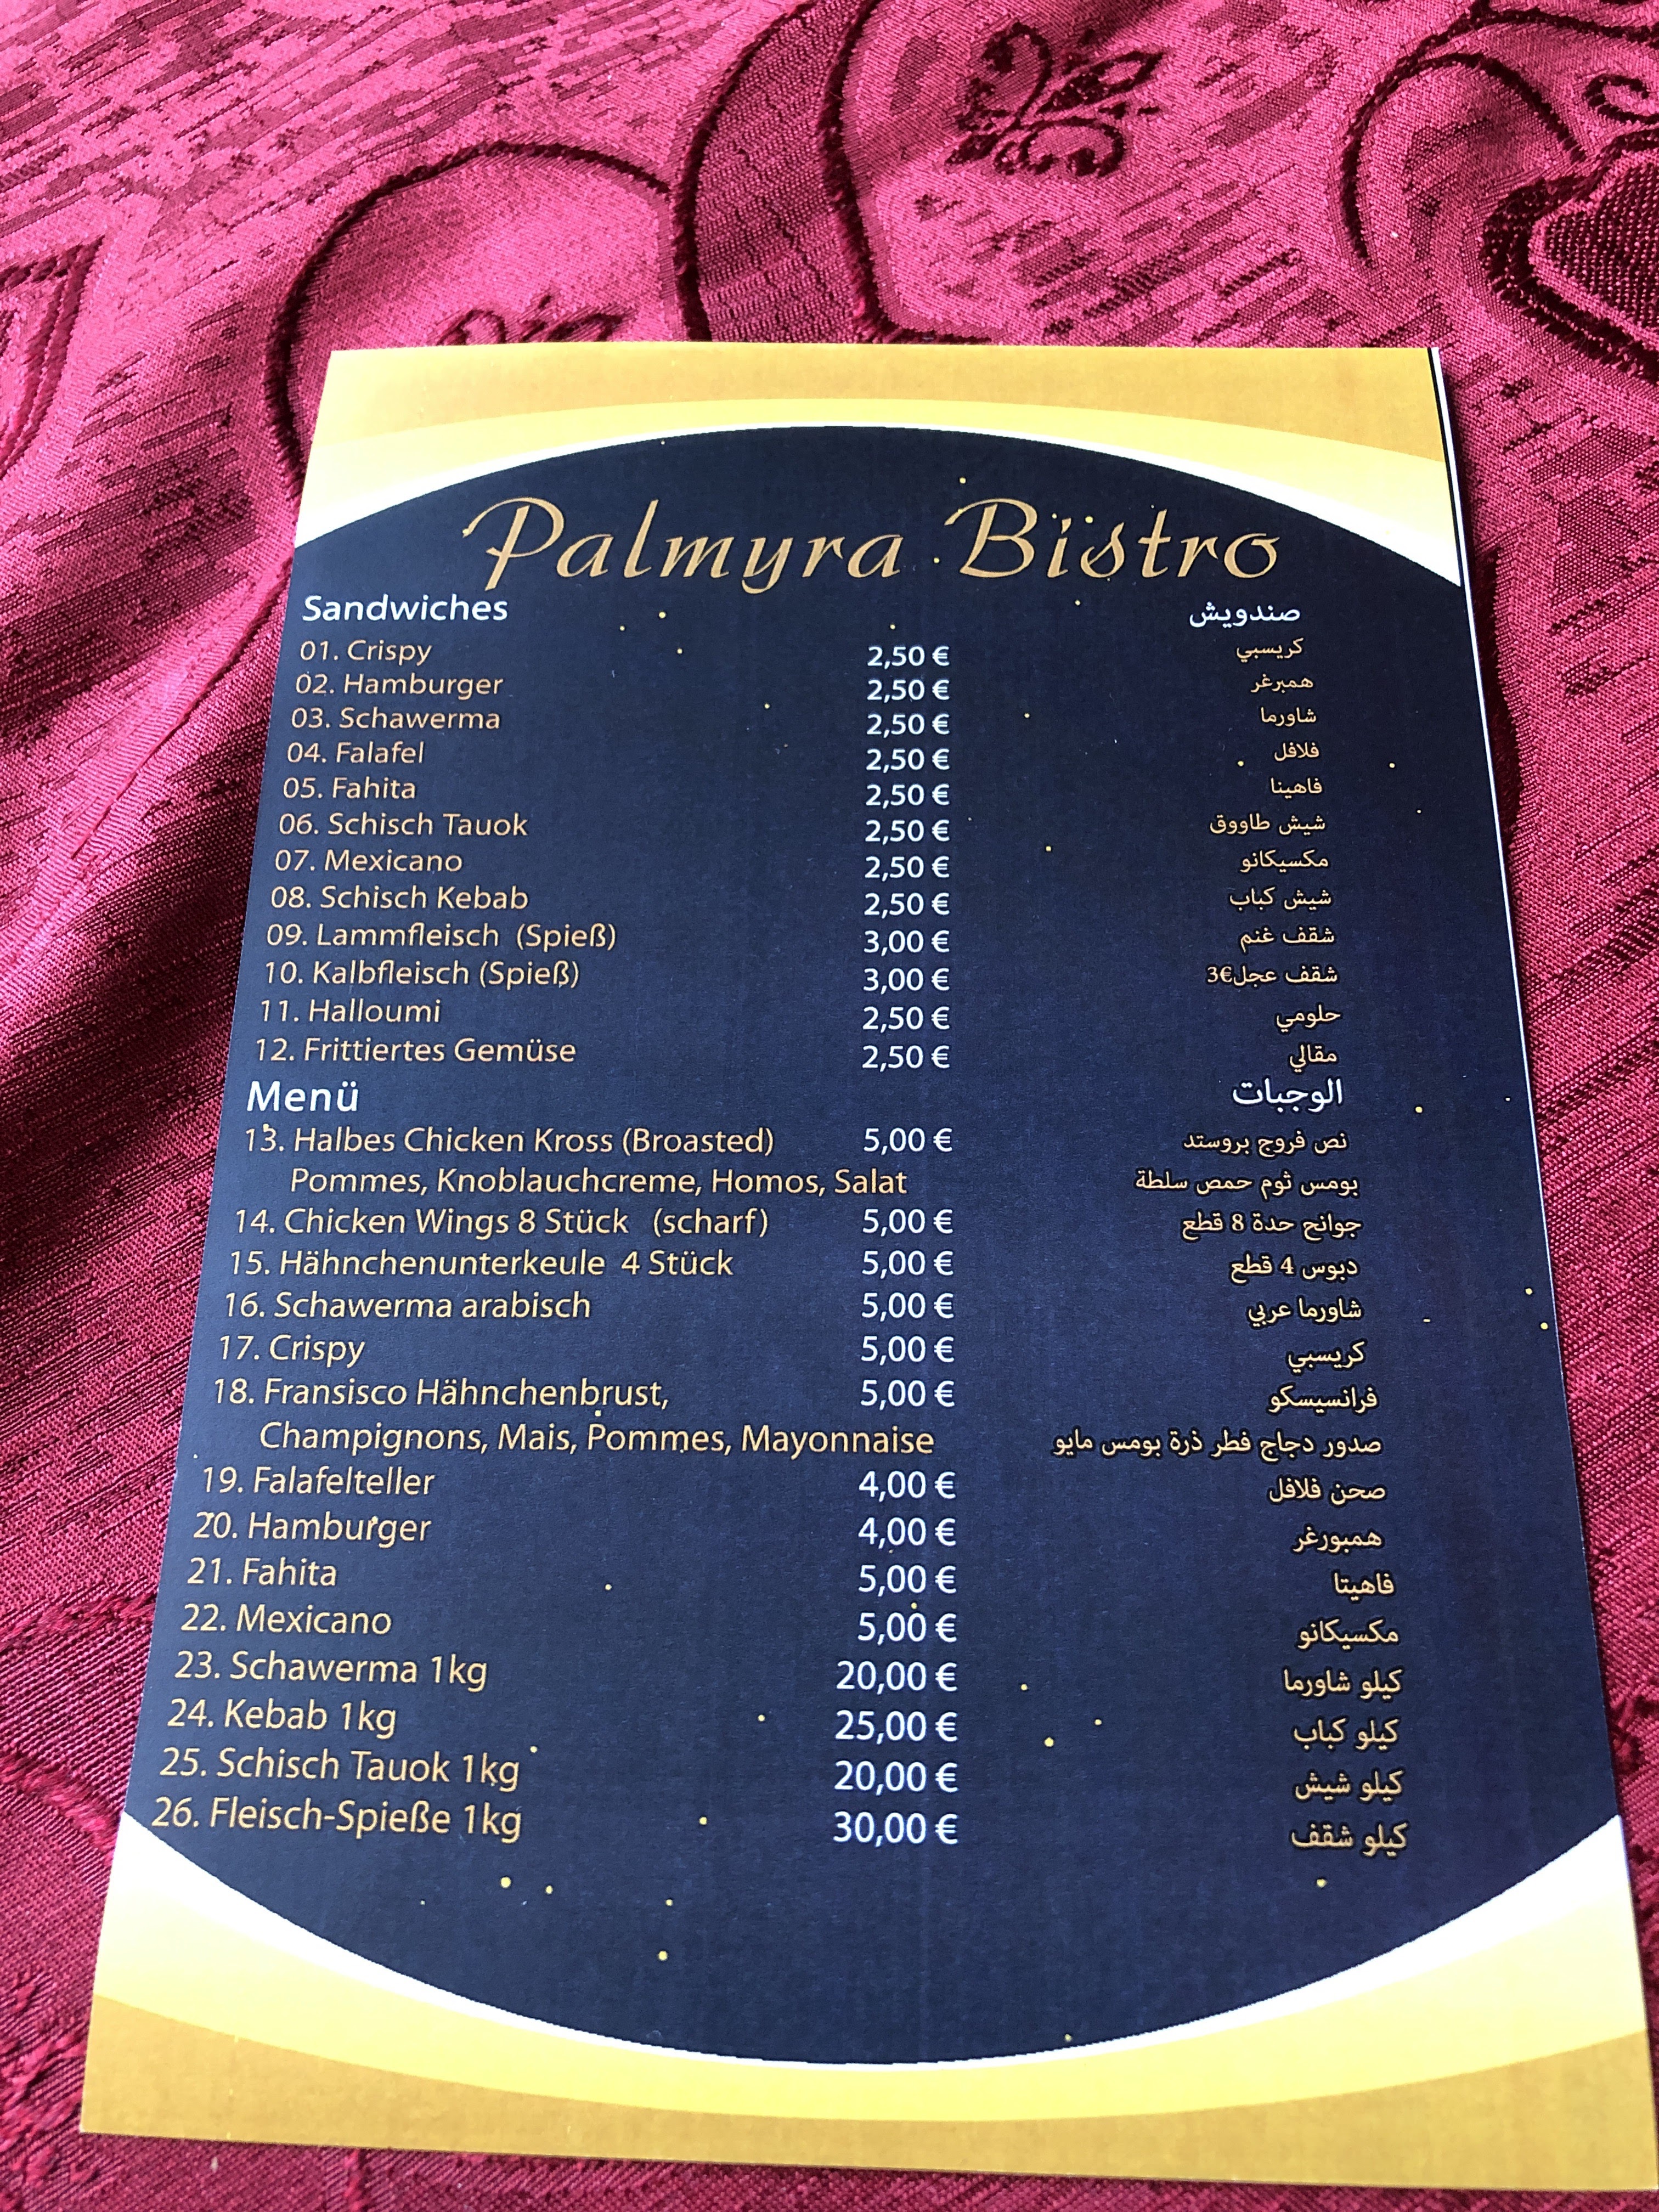 Palmyra Bistro
Sandwiches صندويش
01. Crispy 2,50 € كريسبي
02. Hamburger 2,50 € همبرغر
03. Schawerma 2,50 € شاورما
04. Falafel 2,50 € فلافل
05. Fahita 2,50 € فاهينا
06. Schisch Tauok 2,50 € شيش طاووق
07. Mexicano 2,50 € مكسيكانو
08. Schisch Kebab 2,50 € شيش كباب
09. Lammfleisch (Spieß) 3,00 € شقف غنم
10. Kalbfleisch (Spieß) 3,00 € شقف عجل3€
11. Halloumi 2,50 € حلومي
12. Frittiertes Gemüse 2,50 € مقالي
Menü الوجبات
13. Halbes Chicken Kross (Broasted) 5,00 € نص فروج بروستد
Pommes, Knoblauchcreme, Homos, Salat بومس ثوم حمص سلطة
14. Chicken Wings 8 Stück (scharf) 5,00 € جوانح حدة 8 قطع
15. Hähnchenunterkeule 4 Stück 5,00 € دبوس 4 قطع
16. Schawerma arabisch 5,00 € شاورما عربي
17. Crispy 5,00 € كريسبي
18. Fransisco Hähnchenbrust, 5,00 € فرانسيسكو
Champignons, Mais, Pommes, Mayonnaise صدور دجاج فطر ذرة بومس مايو
19. Falafelteller 4,00 € صحن فلافل
20. Hamburger 4,00 € همبورغر
21. Fahita 5,00 € فاهيتا
22. Mexicano 5,00 € مكسيكانو
23. Schawerma 1kg 20,00 € كيلو شاورما
24. Kebab 1kg 25,00 € كيلو كباب
25. Schisch Tauok 1kg 20,00 € كيلو شيش
26. Fleisch-Spieße 1kg 30,00 € كيلو شقف